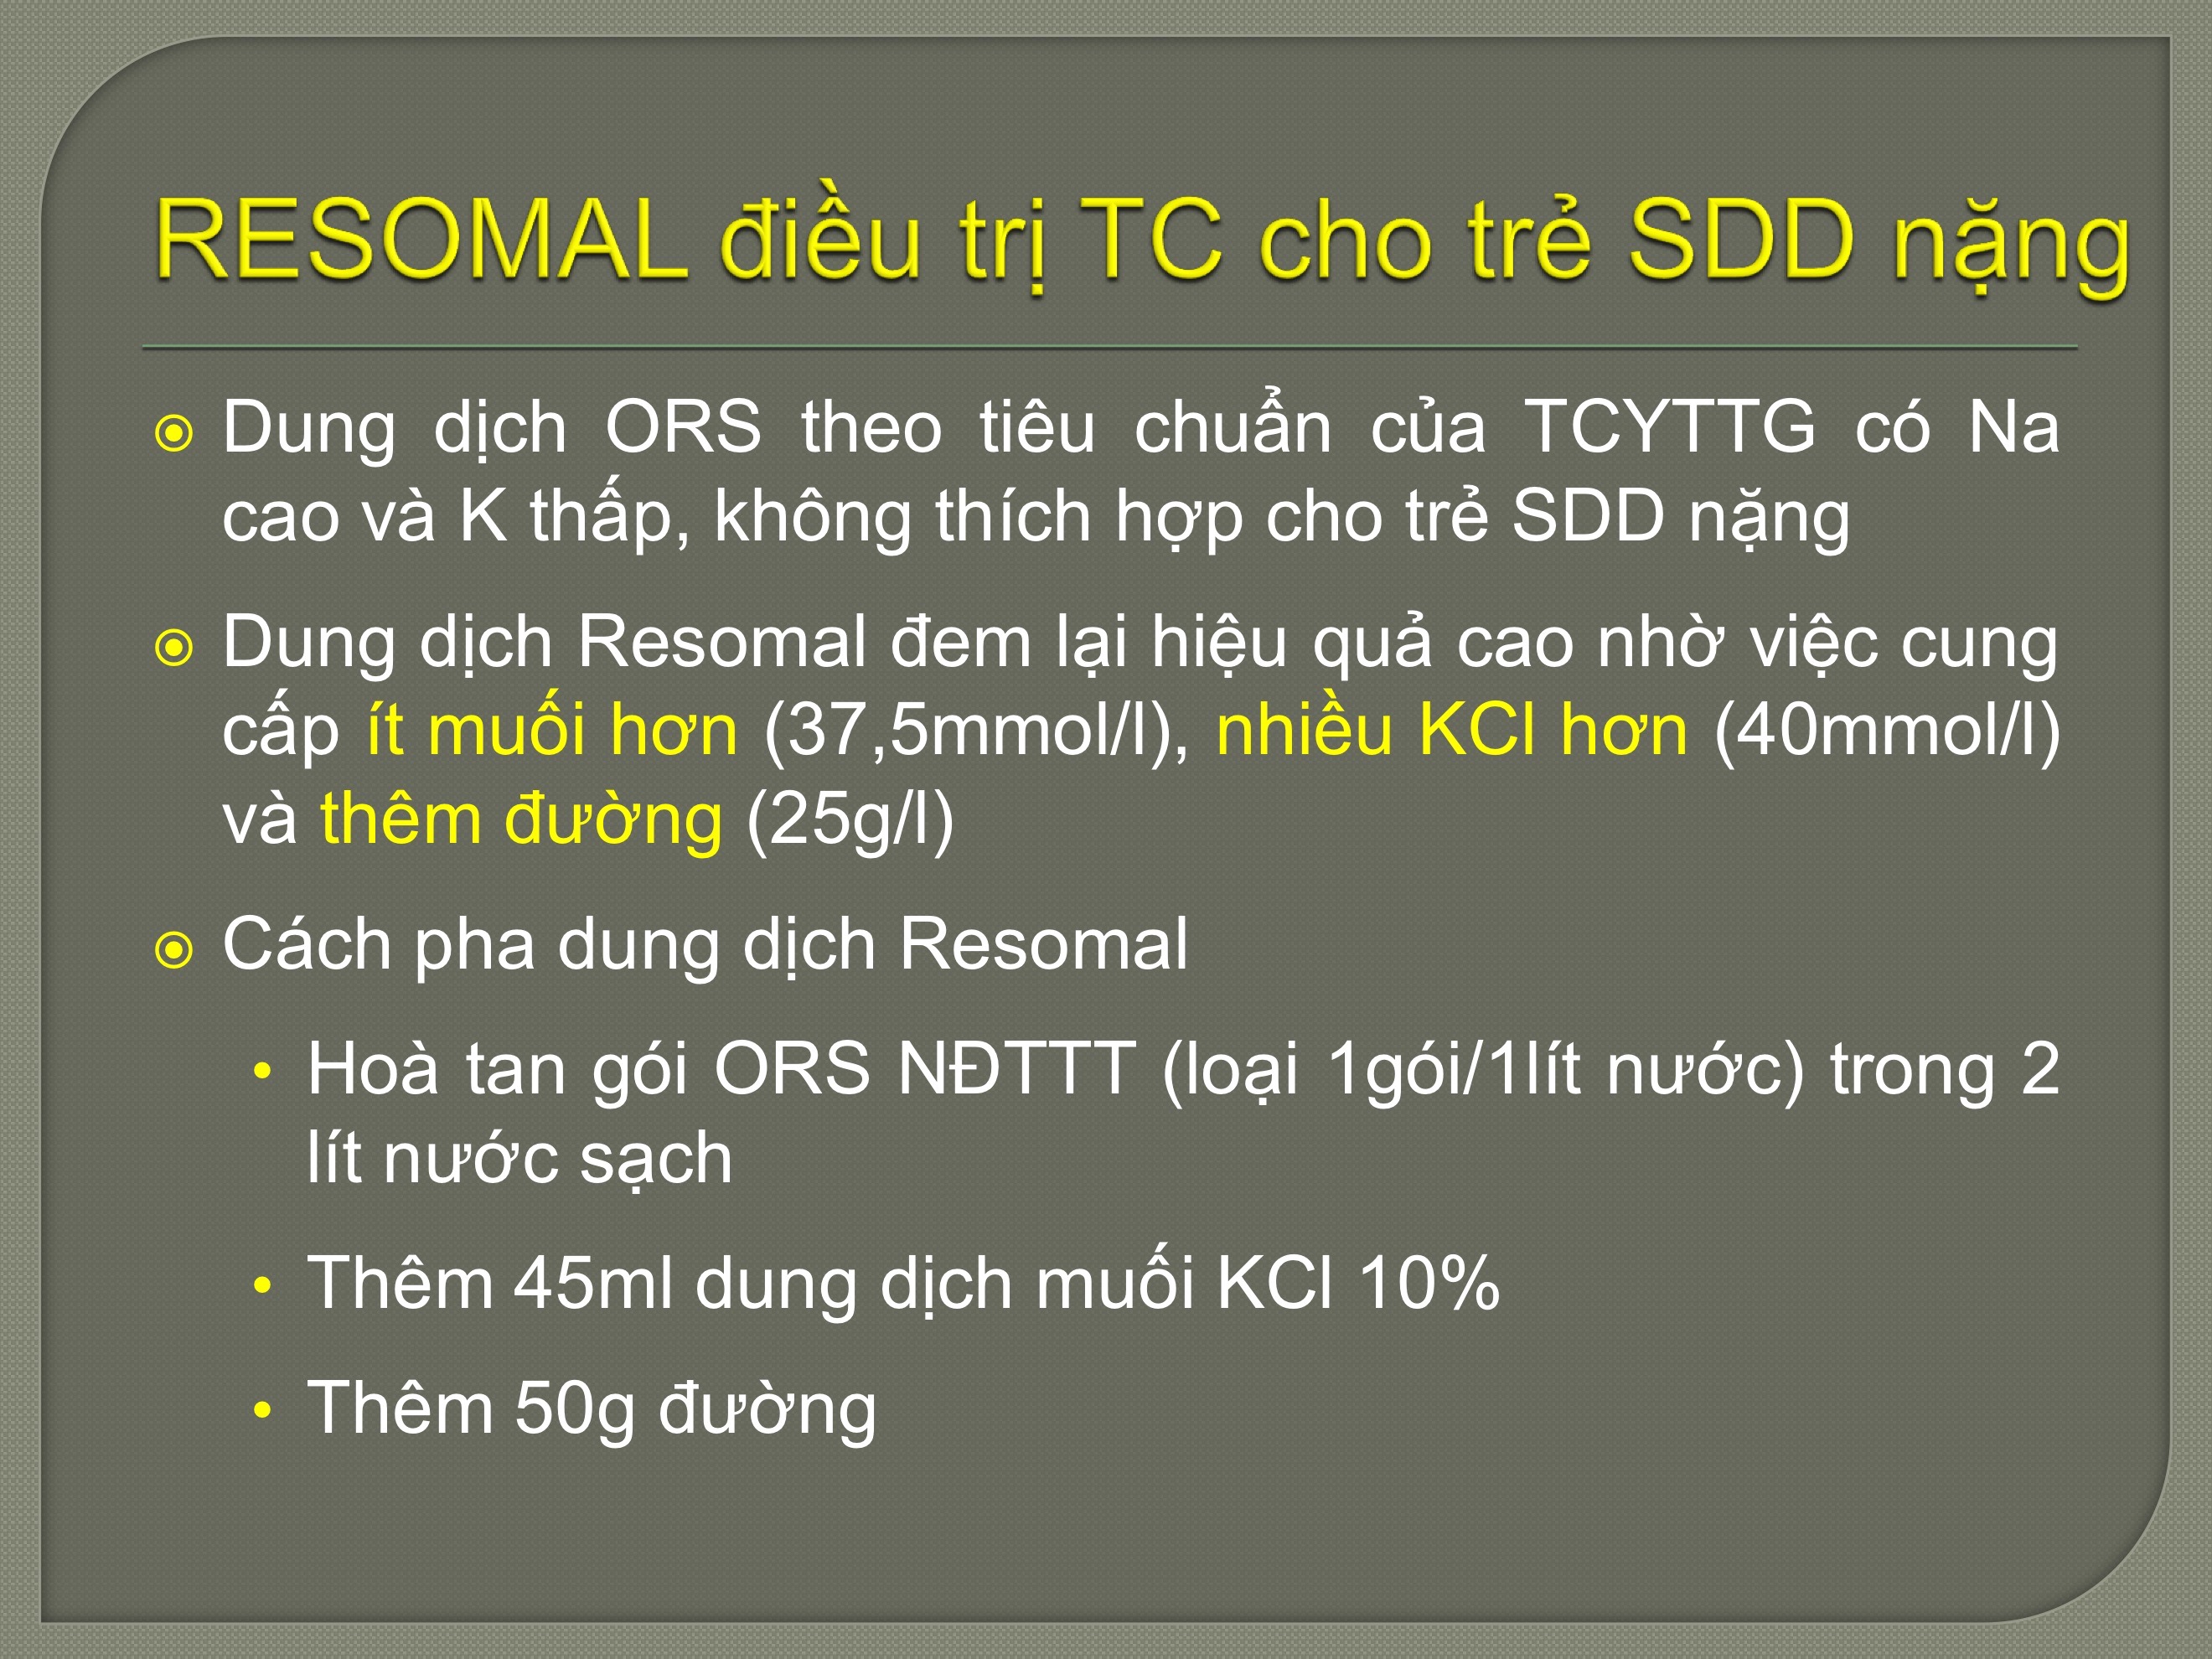 RESOMAL điều trị TC cho trẻ SDD nặng
Dung dịch ORS theo tiêu chuẩn của TCYTTG có Na
cao và K thấp, không thích hợp cho trẻ SDD nặng
Dung dịch Resomal đem lại hiệu quả cao nhờ việc cung
cấp ít muối hơn (37,5mmol/l), nhiều KCl hơn (40mmol/l)
và thêm đường (25g/l)
Cách pha dung dịch Resomal
• Hoà tan gói ORS NĐTTT (loại 1gói/1lít nước) trong 2
lít nước sạch
• Thêm 45ml dung dịch muối KCl 10%
• Thêm 50g đường